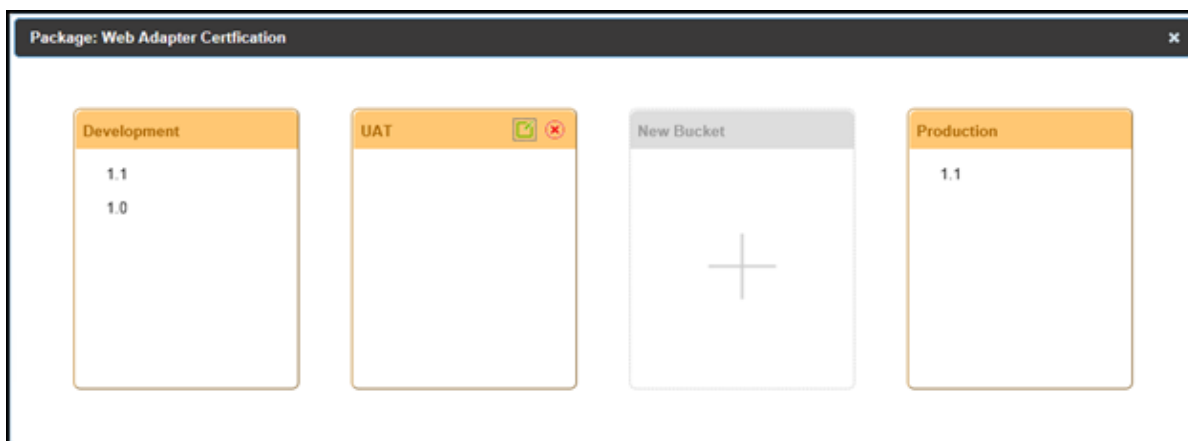 Package: Web Adapter Certfication
Development
1.1
1.0
UAT
New Bucket
Production
1.1